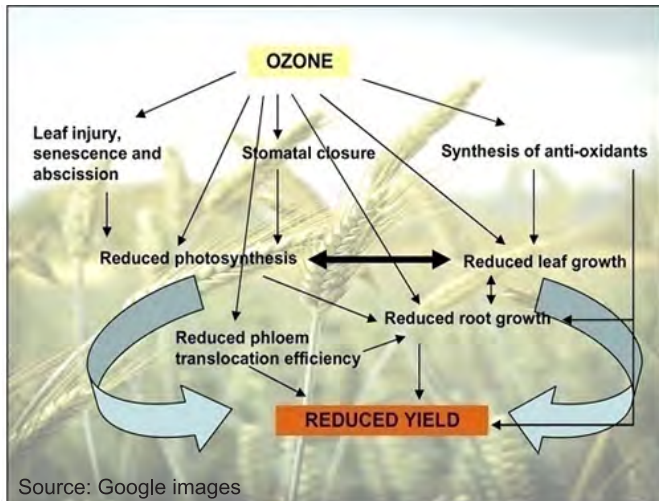 OZONE
Leaf injury,
senescence and
abscission
Stomatal closure
Synthesis of anti-oxidants
Reduced photosynthesis
Reduced leaf growth
Reduced root growth
Reduced phloem
translocation efficiency
REDUCED YIELD
Source: Google images